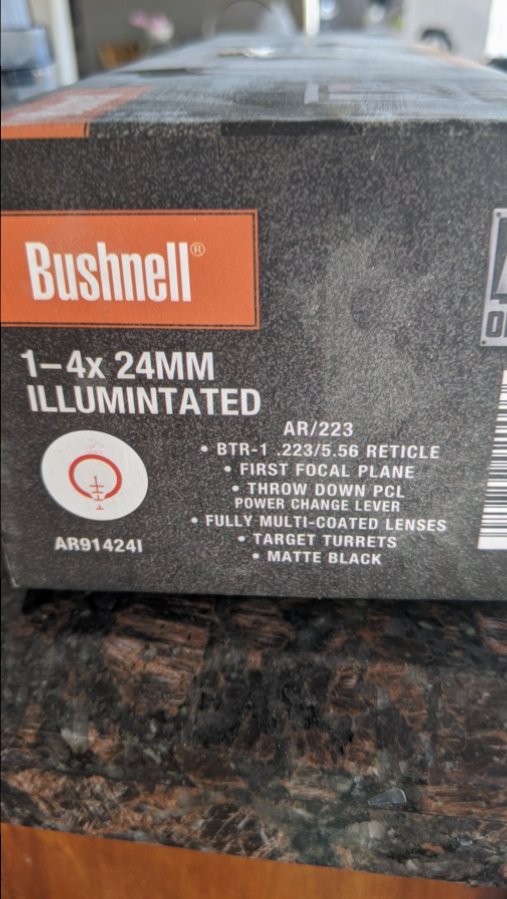 Bushnell®
1–4x 24MM
ILLUMINTATED
AR/223
• BTR-1 .223/5.56 RETICLE
• FIRST FOCAL PLANE
• THROW DOWN PCL
POWER CHANGE LEVER
• FULLY MULTI-COATED LENSES
• TARGET TURRETS
• MATTE BLACK
AR91424I